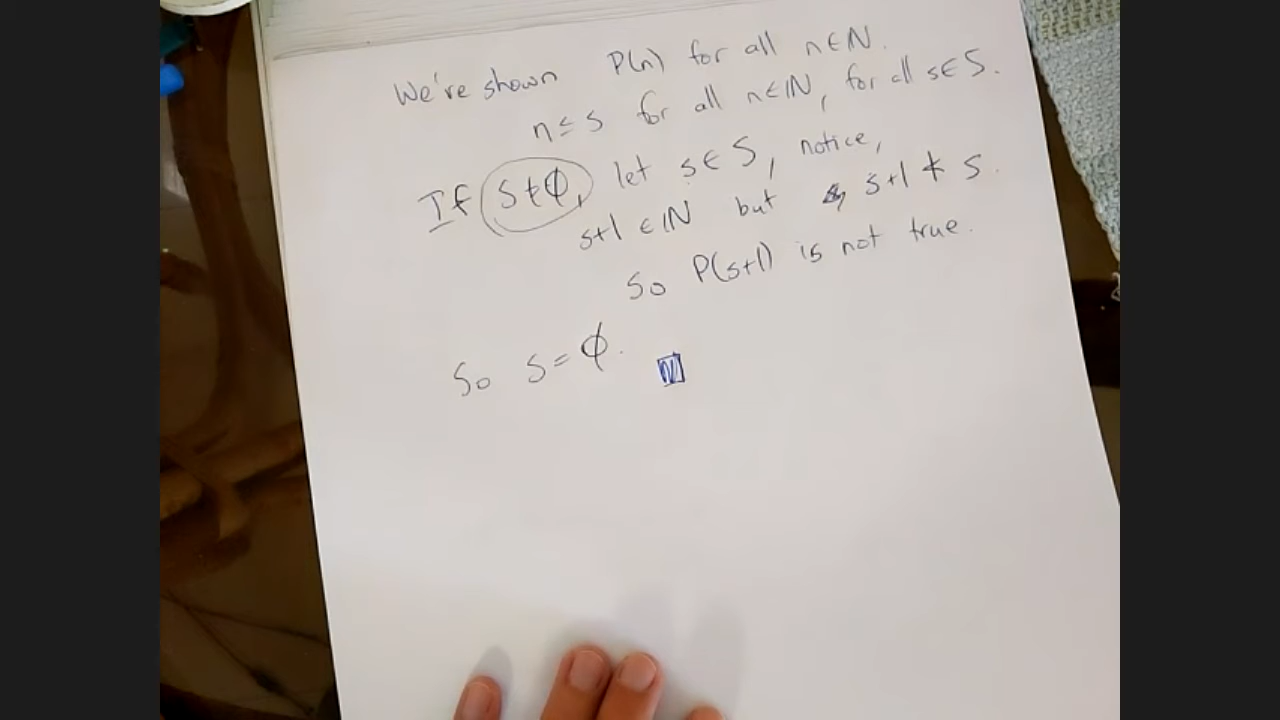 We're shown P(n) for all n∈N.
n ≤ s for all n∈ℕ, for all s∈S.
If S≠∅, let s∈S, notice,
s+1 ∈ ℕ but s+1 ≰ s.
So P(s+1) is not true.
So S=∅.